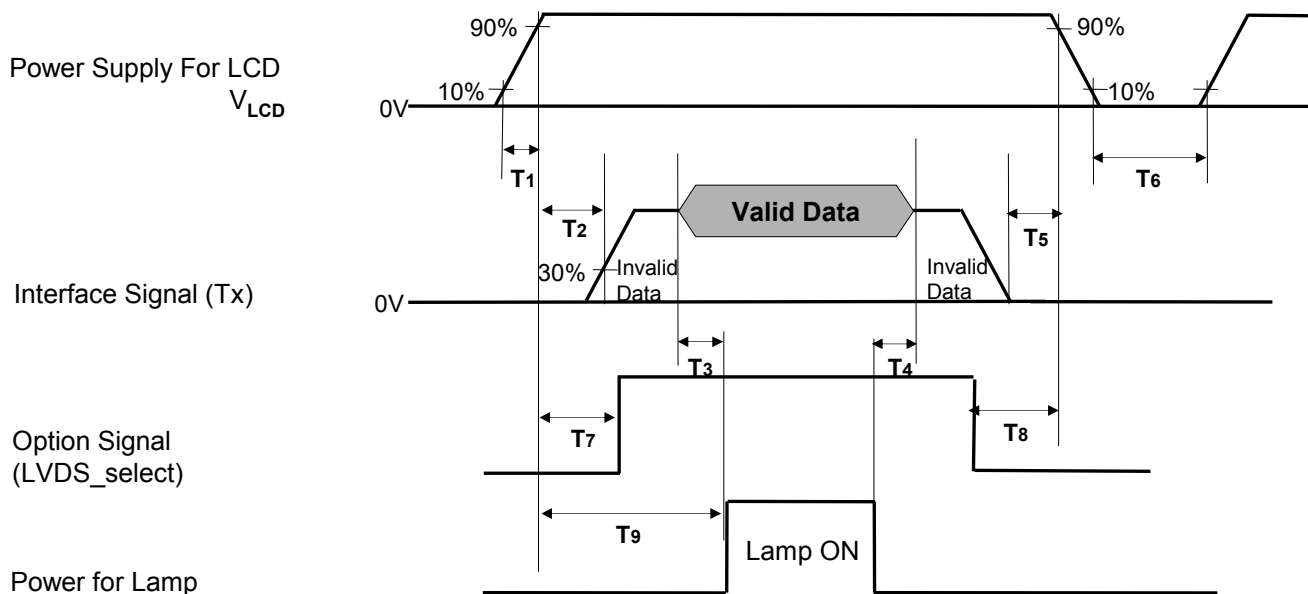 90%
90%
Power Supply For LCD
VLCD
10%
10%
0V
T1
T6
T2
Valid Data
T5
30%
Invalid
Data
Invalid
Data
Interface Signal (Tx)
0V
T3
T4
Option Signal
(LVDS_select)
T7
T8
T9
Lamp ON
Power for Lamp